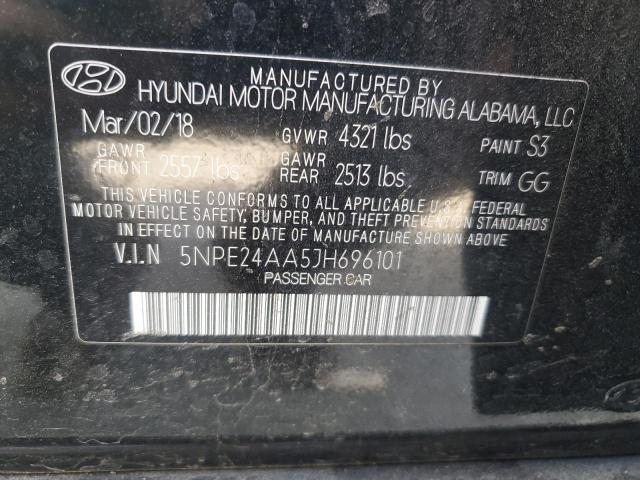 MANUFACTURED BY
HYUNDAI MOTOR MANUFACTURING ALABAMA, LLC
Mar/02/18 GVWR 4321 lbs PAINT S3
GAWR FRONT 2557 lbs GAWR REAR 2513 lbs TRIM GG
THIS VEHICLE CONFORMS TO ALL APPLICABLE U.S. FEDERAL
MOTOR VEHICLE SAFETY, BUMPER, AND THEFT PREVENTION STANDARDS
IN EFFECT ON THE DATE OF MANUFACTURE SHOWN ABOVE.
V.I.N 5NPE24AA5JH696101
PASSENGER CAR